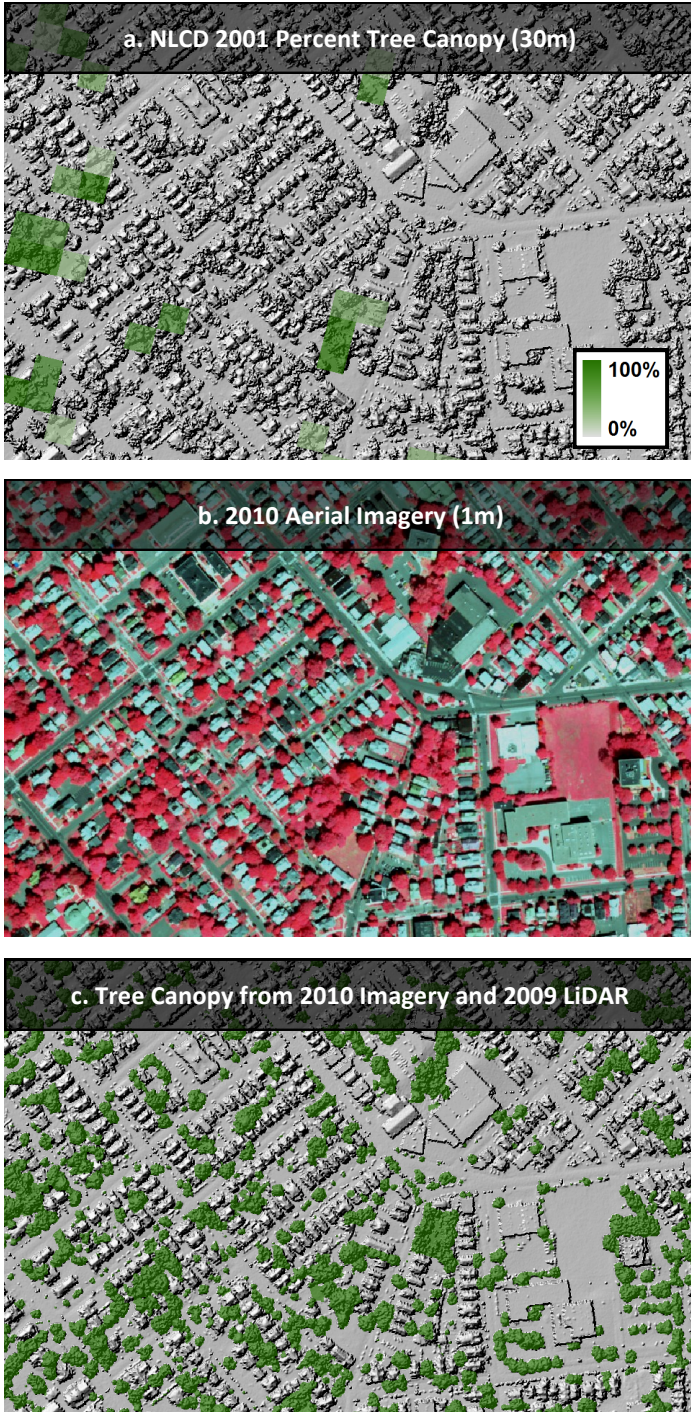 a. NLCD 2001 Percent Tree Canopy (30m)
100%
0%
b. 2010 Aerial Imagery (1m)
c. Tree Canopy from 2010 Imagery and 2009 LiDAR